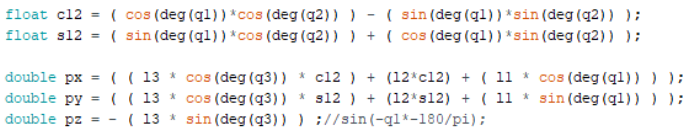 float c12 = ( cos(deg(q1))*cos(deg(q2)) ) - ( sin(deg(q1))*sin(deg(q2)) );
float s12 = ( sin(deg(q1))*cos(deg(q2)) ) + ( cos(deg(q1))*sin(deg(q2)) );
double px = ( ( l3 * cos(deg(q3)) * c12 ) + (l2*c12) + ( l1 * cos(deg(q1)) ) );
double py = ( ( l3 * cos(deg(q3)) * s12 ) + (l2*s12) + ( l1 * sin(deg(q1)) ) );
double pz = - ( l3 * sin(deg(q3)) ) ;//sin(-q1*-180/pi);